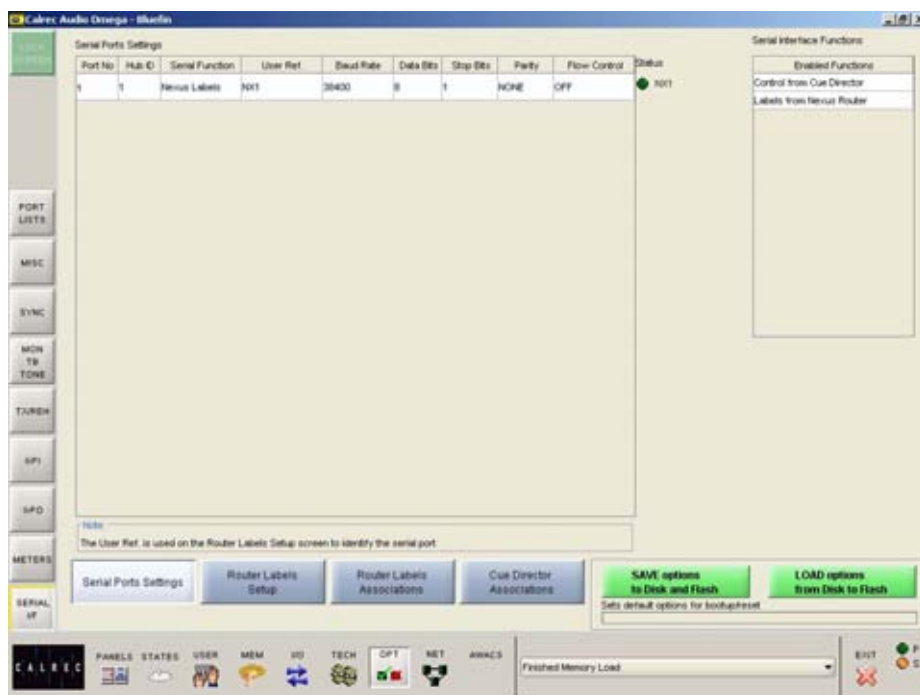 Calrec Audio Omega - Bluefin
Serial Ports Settings
Port No Hub ID Serial Function User Ref. Baud Rate Data Bits Stop Bits Parity Flow Control
1 1 Nexus Labels NX1 38400 8 1 NONE OFF
Status
NX1
Serial Interface Functions
Enabled Functions
Control from Cue Director
Labels from Nexus Router
PORT
LISTS
MISC
SYNC
MON
TB
TONE
TX/REH
GPI
GPO
METERS
SERIAL
I/F
Note
The User Ref. is used on the Router Labels Setup screen to identify the serial port
Serial Ports Settings
Router Labels
Setup
Router Labels
Associations
Cue Director
Associations
SAVE options
to Disk and Flash
LOAD options
from Disk to Flash
Sets default options for bootup/reset
CALREC
PANELS STATES USER MEM I/O TECH OPT NET AWACS
Finished Memory Load
EXIT
P
S